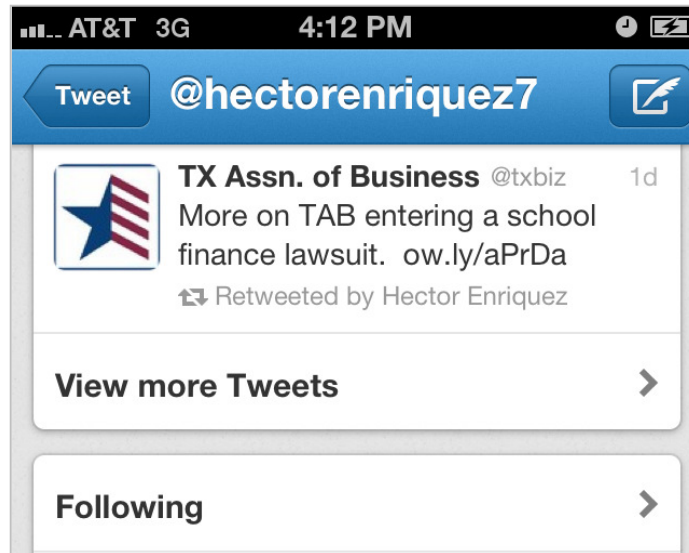 AT&T 3G 4:12 PM
Tweet @hectorenriquez7
TX Assn. of Business @txbiz 1d
More on TAB entering a school
finance lawsuit. ow.ly/aPrDa
Retweeted by Hector Enriquez
View more Tweets
Following